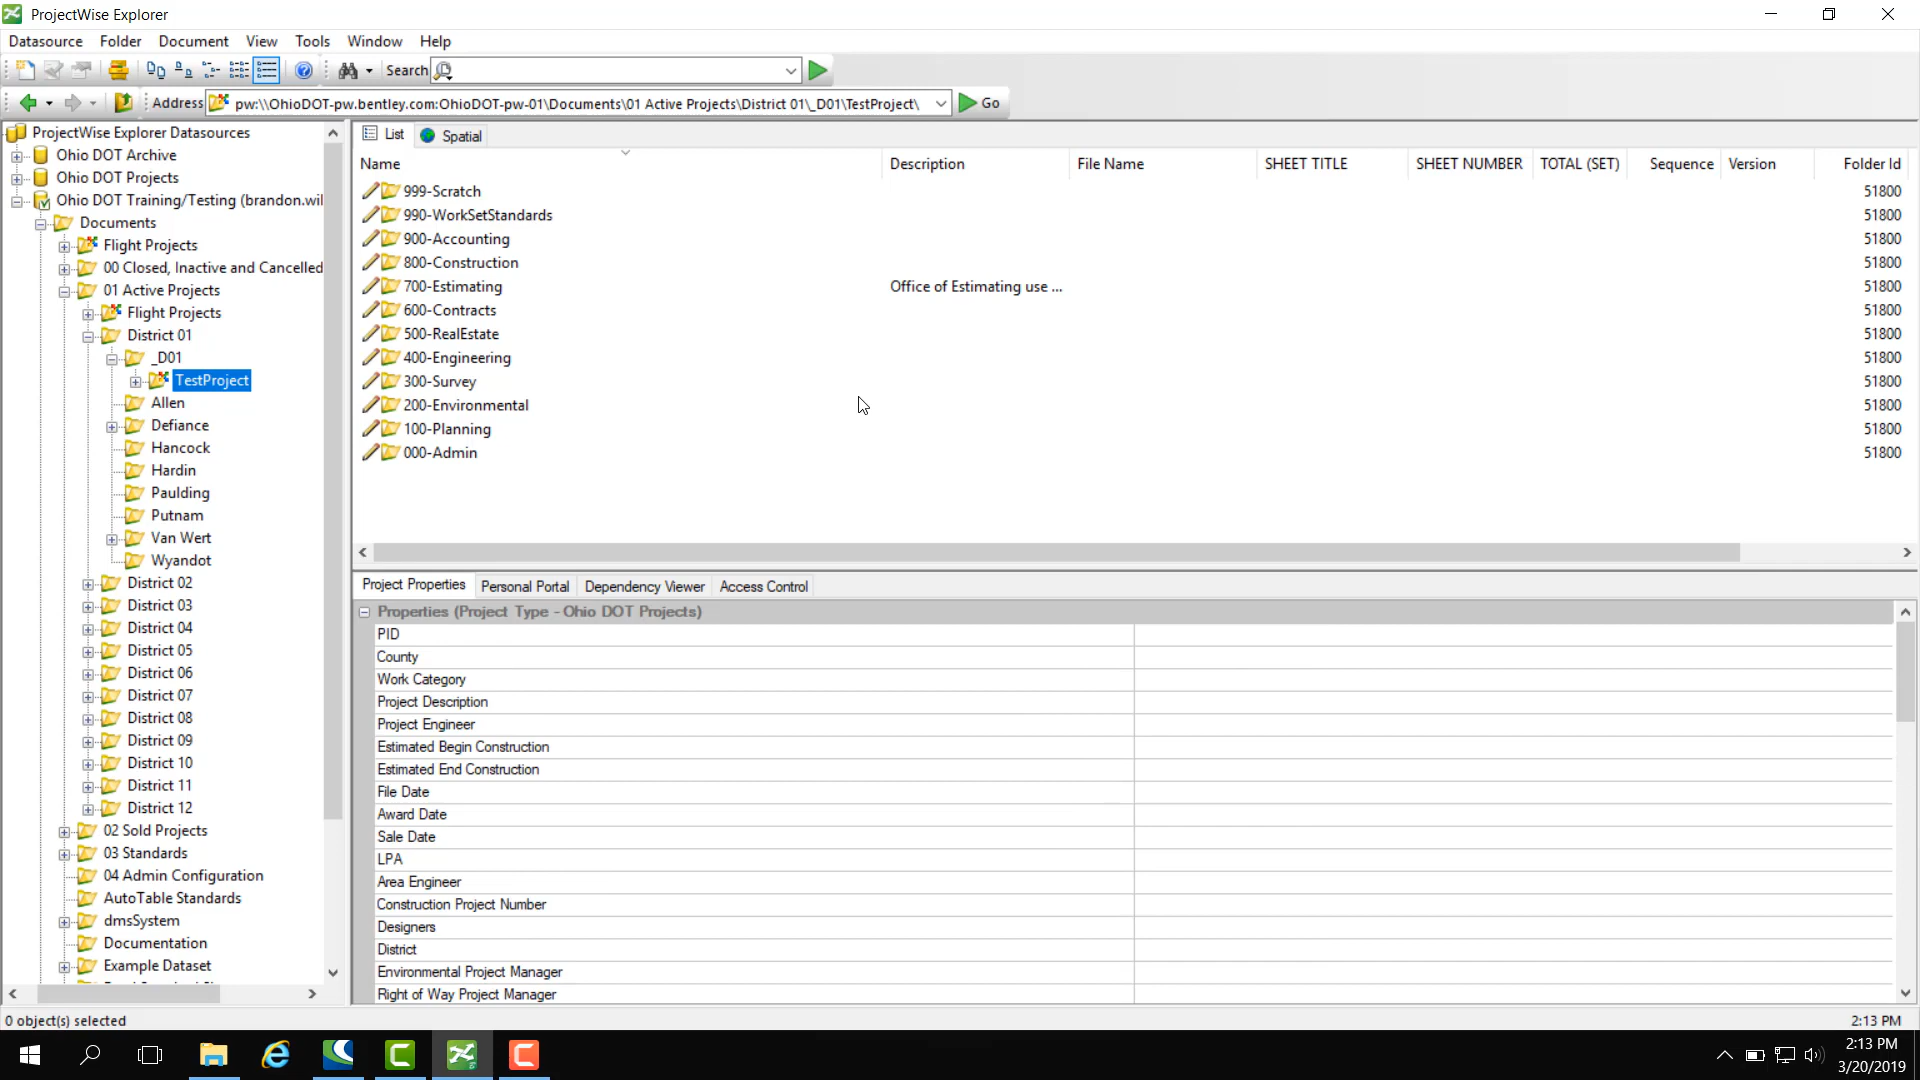 ProjectWise Explorer
Datasource Folder Document View Tools Window Help
Search
Address pw:\\OhioDOT-pw.bentley.com:OhioDOT-pw-01\Documents\01 Active Projects\District 01\_D01\TestProject\ Go
ProjectWise Explorer Datasources
Ohio DOT Archive
Ohio DOT Projects
Ohio DOT Training/Testing (brandon.wil
Documents
Flight Projects
00 Closed, Inactive and Cancelled
01 Active Projects
Flight Projects
District 01
_D01
TestProject
Allen
Defiance
Hancock
Hardin
Paulding
Putnam
Van Wert
Wyandot
District 02
District 03
District 04
District 05
District 06
District 07
District 08
District 09
District 10
District 11
District 12
02 Sold Projects
03 Standards
04 Admin Configuration
AutoTable Standards
dmsSystem
Documentation
Example Dataset
List Spatial
Name Description File Name SHEET TITLE SHEET NUMBER TOTAL (SET) Sequence Version Folder Id
999-Scratch 51800
990-WorkSetStandards 51800
900-Accounting 51800
800-Construction 51800
700-Estimating Office of Estimating use ... 51800
600-Contracts 51800
500-RealEstate 51800
400-Engineering 51800
300-Survey 51800
200-Environmental 51800
100-Planning 51800
000-Admin 51800
Project Properties Personal Portal Dependency Viewer Access Control
Properties (Project Type - Ohio DOT Projects)
PID
County
Work Category
Project Description
Project Engineer
Estimated Begin Construction
Estimated End Construction
File Date
Award Date
Sale Date
LPA
Area Engineer
Construction Project Number
Designers
District
Environmental Project Manager
Right of Way Project Manager
0 object(s) selected 2:13 PM
2:13 PM
3/20/2019